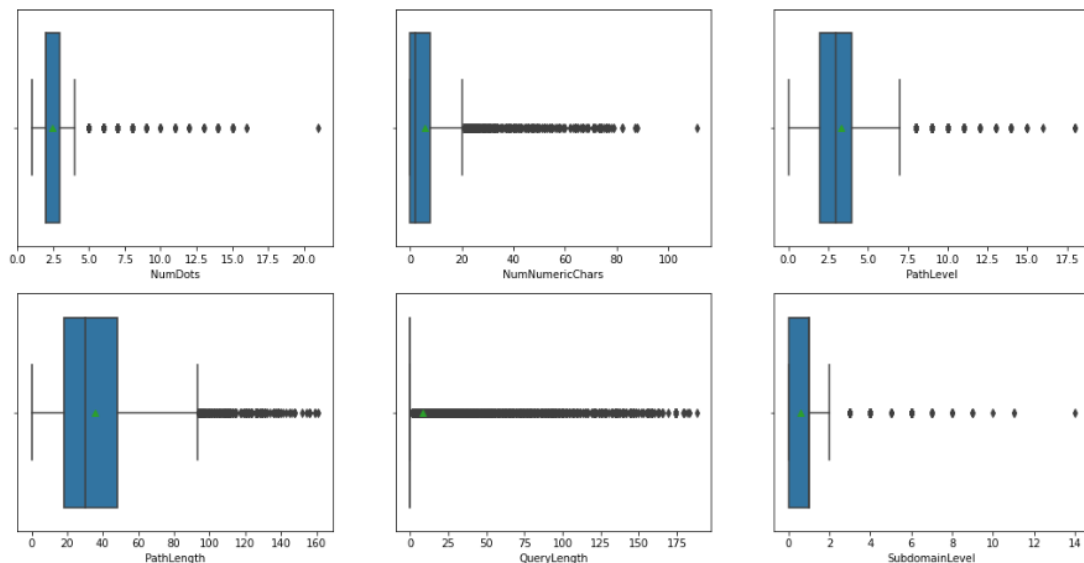 0.0 2.5 5.0 7.5 10.0 12.5 15.0 17.5 20.0
NumDots
0 20 40 60 80 100
NumNumericChars
0.0 2.5 5.0 7.5 10.0 12.5 15.0 17.5
PathLevel
0 20 40 60 80 100 120 140 160
PathLength
0 25 50 75 100 125 150 175
QueryLength
0 2 4 6 8 10 12 14
SubdomainLevel